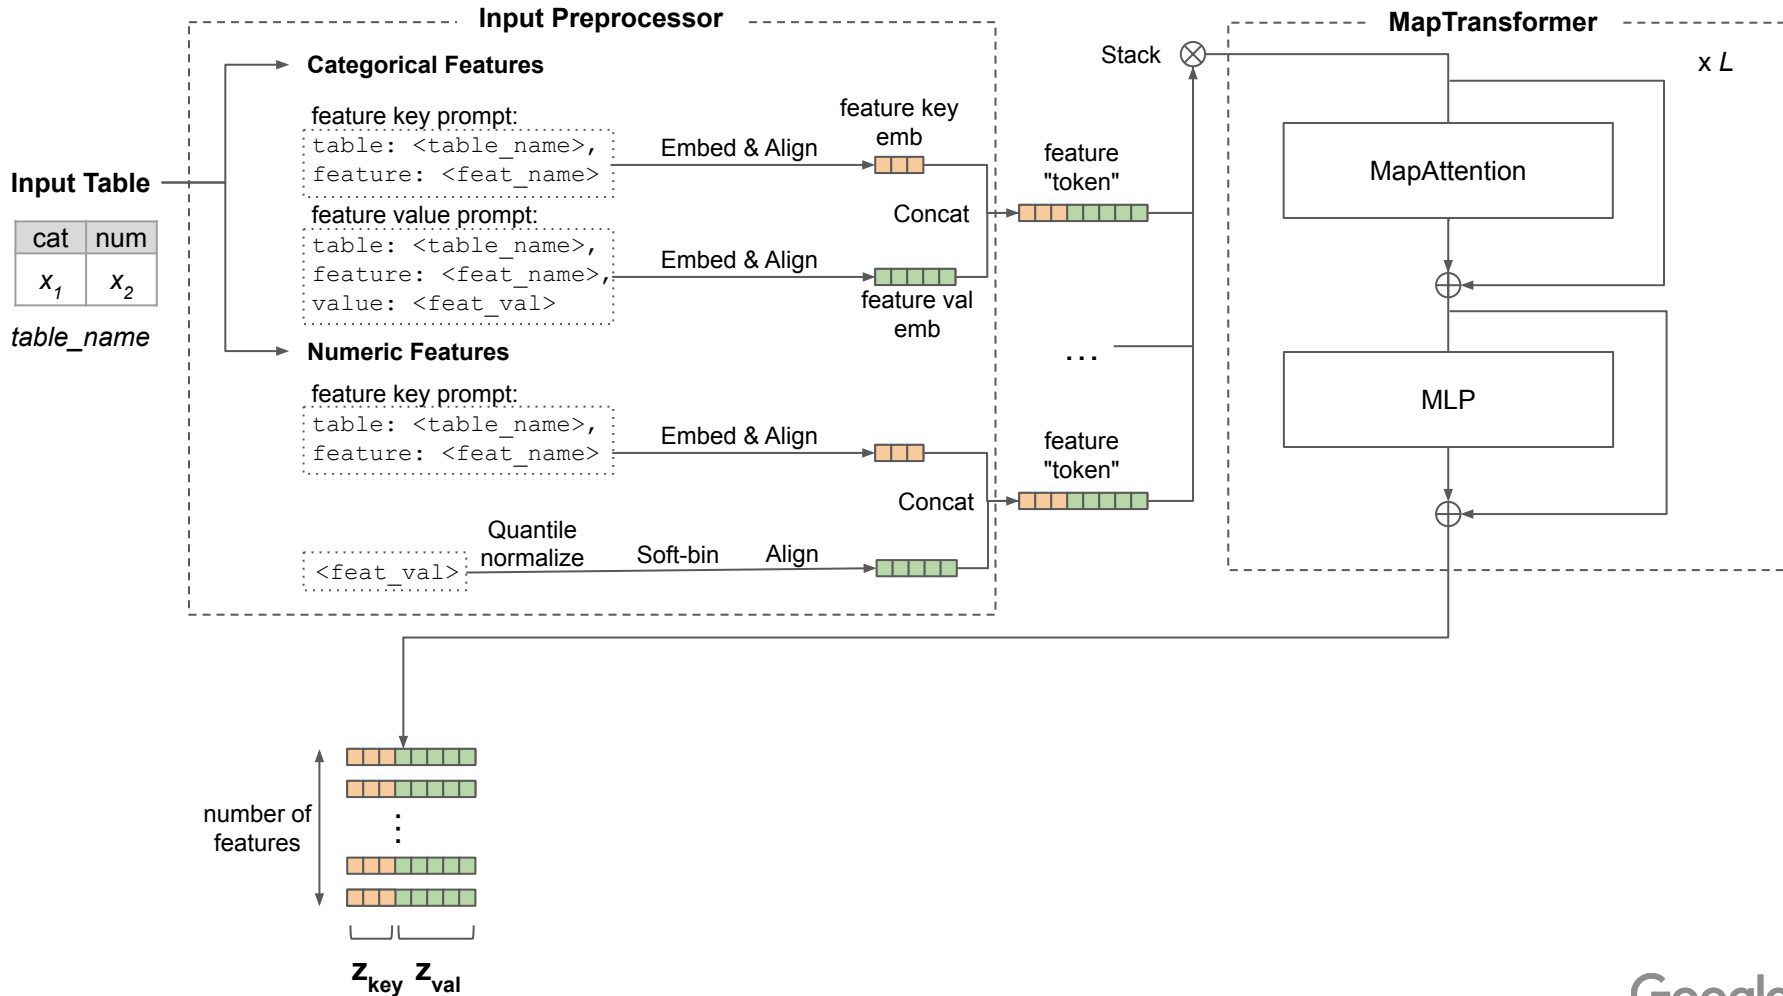 Input Preprocessor
MapTransformer
Categorical Features
feature key prompt:
table: <table_name>,
feature: <feat_name>
Embed & Align
feature key
emb
feature value prompt:
table: <table_name>,
feature: <feat_name>,
value: <feat_val>
Embed & Align
feature val
emb
Concat
feature
"token"
Input Table
cat num
x1 x2
table_name
Numeric Features
feature key prompt:
table: <table_name>,
feature: <feat_name>
Embed & Align
Concat
<feat_val>
Quantile
normalize
Soft-bin
Align
...
feature
"token"
Stack
x L
MapAttention
MLP
number of
features
⋮
zkey zval
Google